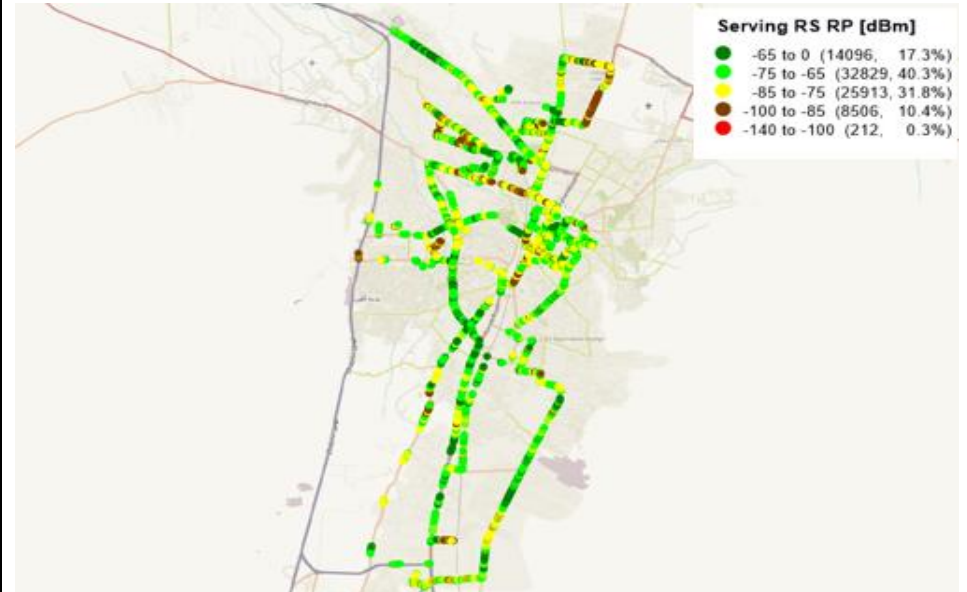 Serving RS RP [dBm]
-65 to 0 (14096, 17.3%)
-75 to -65 (32829, 40.3%)
-85 to -75 (25913, 31.8%)
-100 to -85 (8506, 10.4%)
-140 to -100 (212, 0.3%)